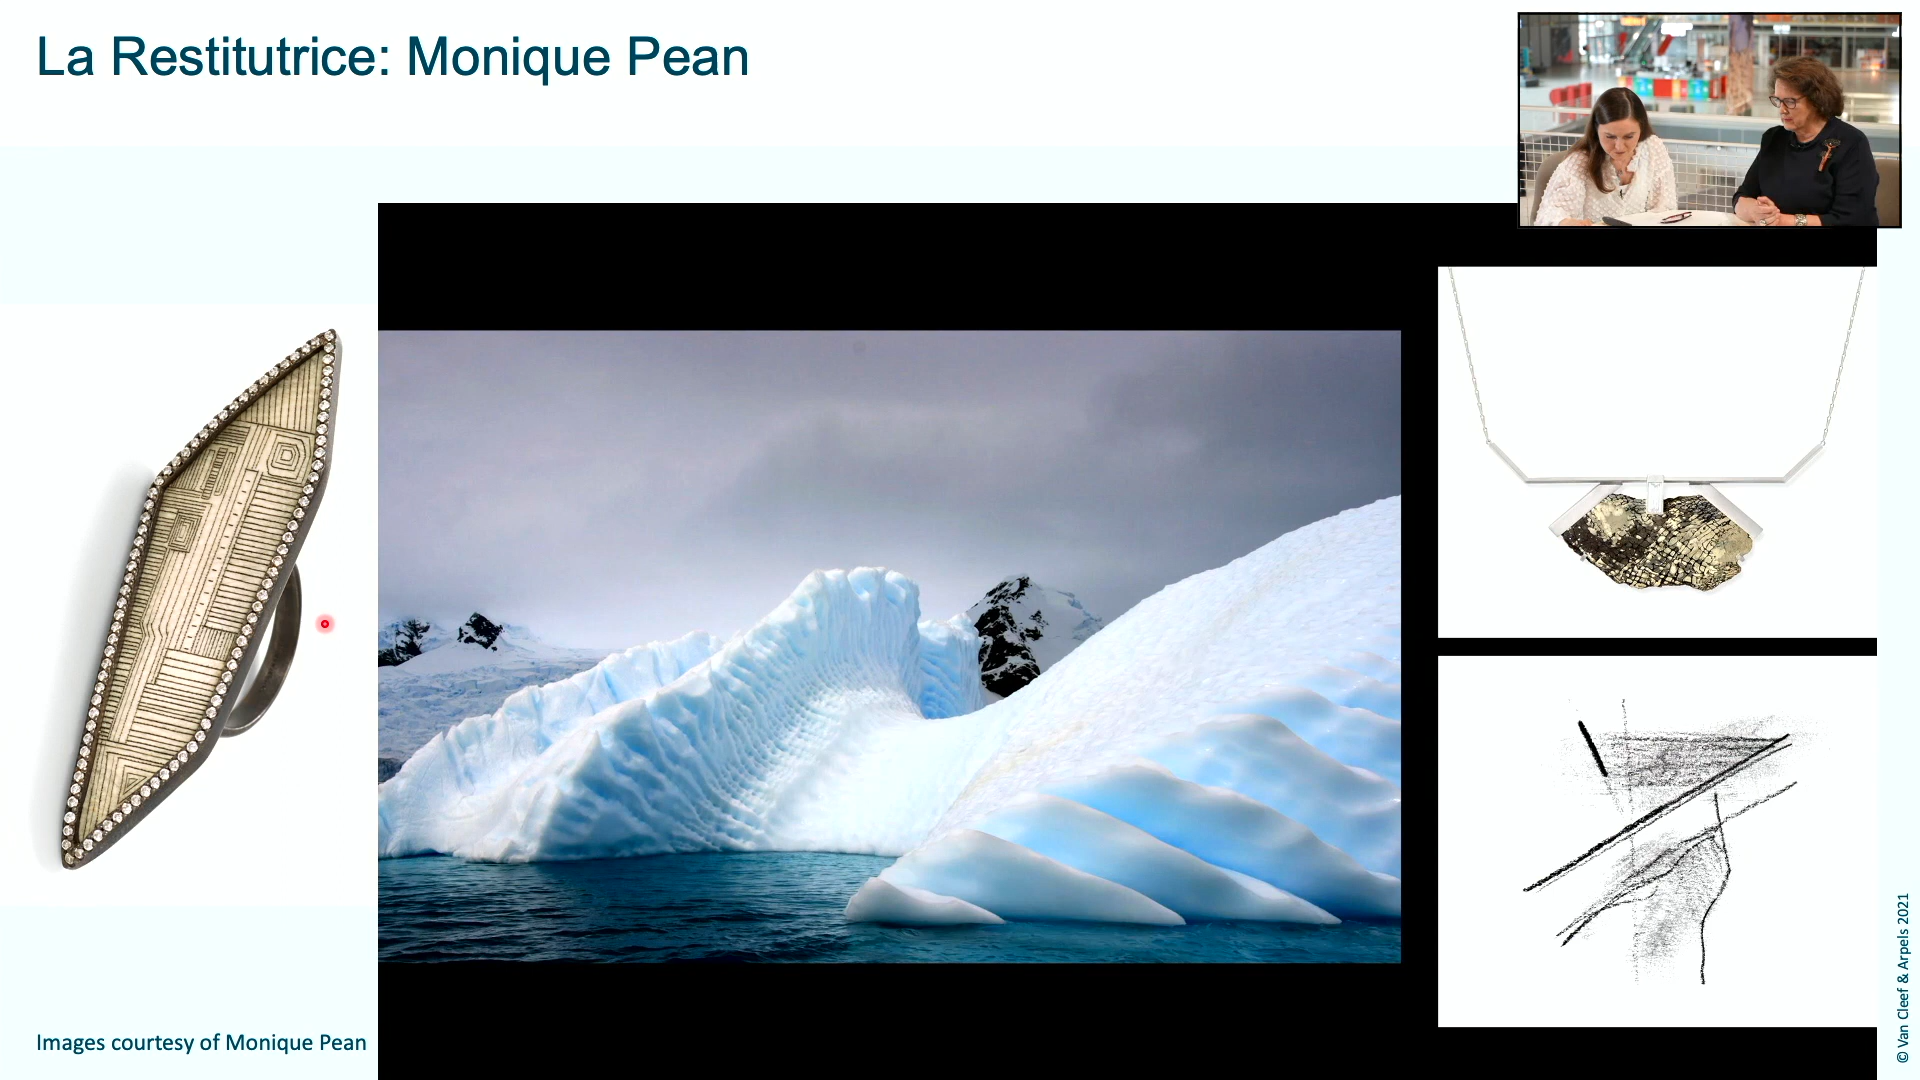 La Restitutrice: Monique Pean
Images courtesy of Monique Pean
© Van Cleef & Arpels 2021